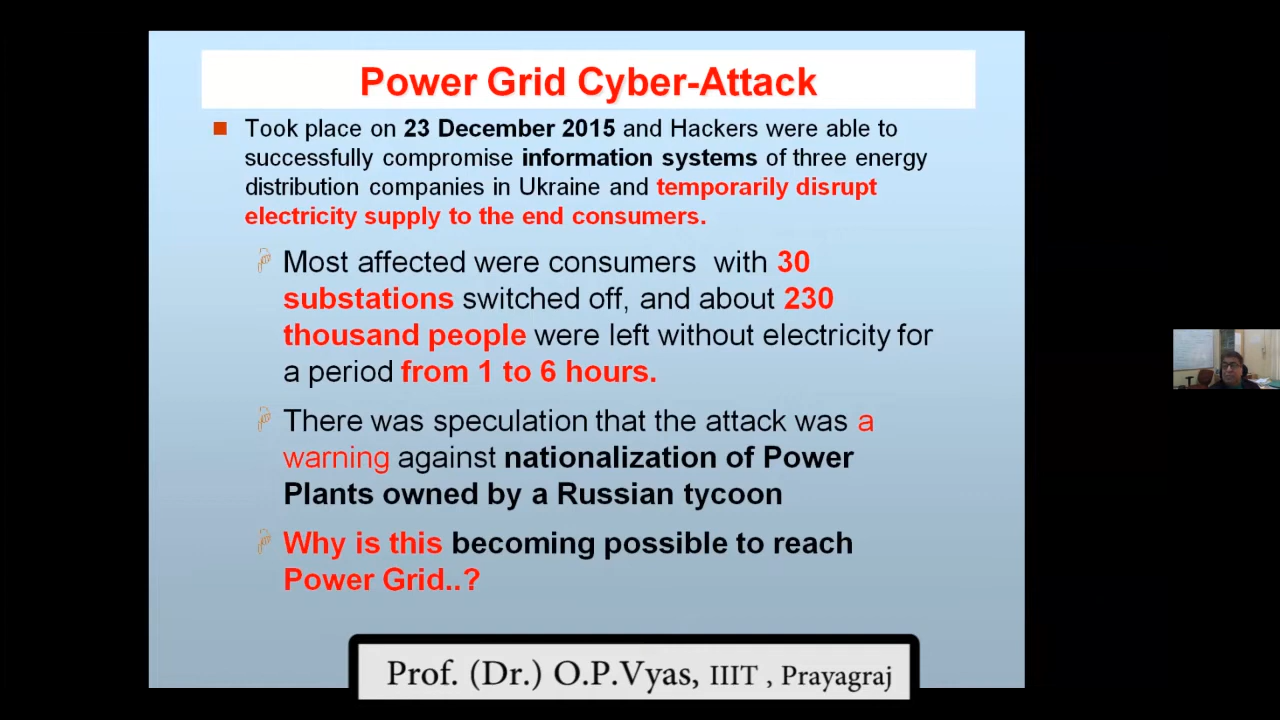 Power Grid Cyber-Attack
Took place on 23 December 2015 and Hackers were able to
successfully compromise information systems of three energy
distribution companies in Ukraine and temporarily disrupt
electricity supply to the end consumers.
Most affected were consumers with 30
substations switched off, and about 230
thousand people were left without electricity for
a period from 1 to 6 hours.
There was speculation that the attack was a
warning against nationalization of Power
Plants owned by a Russian tycoon
Why is this becoming possible to reach
Power Grid..?
Prof. (Dr.) O.P.Vyas, IIIT , Prayagraj